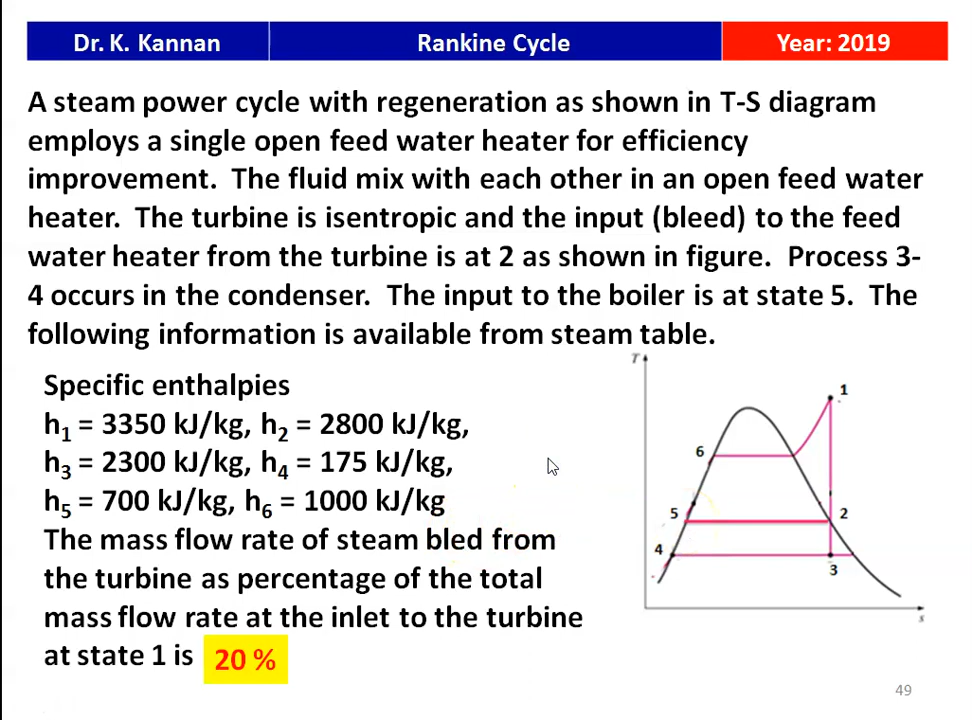 Dr. K. Kannan
Rankine Cycle
Year: 2019
A steam power cycle with regeneration as shown in T-S diagram
employs a single open feed water heater for efficiency
improvement. The fluid mix with each other in an open feed water
heater. The turbine is isentropic and the input (bleed) to the feed
water heater from the turbine is at 2 as shown in figure. Process 3-
4 occurs in the condenser. The input to the boiler is at state 5. The
following information is available from steam table.
Specific enthalpies
h₁ = 3350 kJ/kg, h₂ = 2800 kJ/kg,
h₃ = 2300 kJ/kg, h₄ = 175 kJ/kg,
h₅ = 700 kJ/kg, h₆ = 1000 kJ/kg
The mass flow rate of steam bled from
the turbine as percentage of the total
mass flow rate at the inlet to the turbine
at state 1 is 20 %
T
1
6
5
2
4
3
s
49